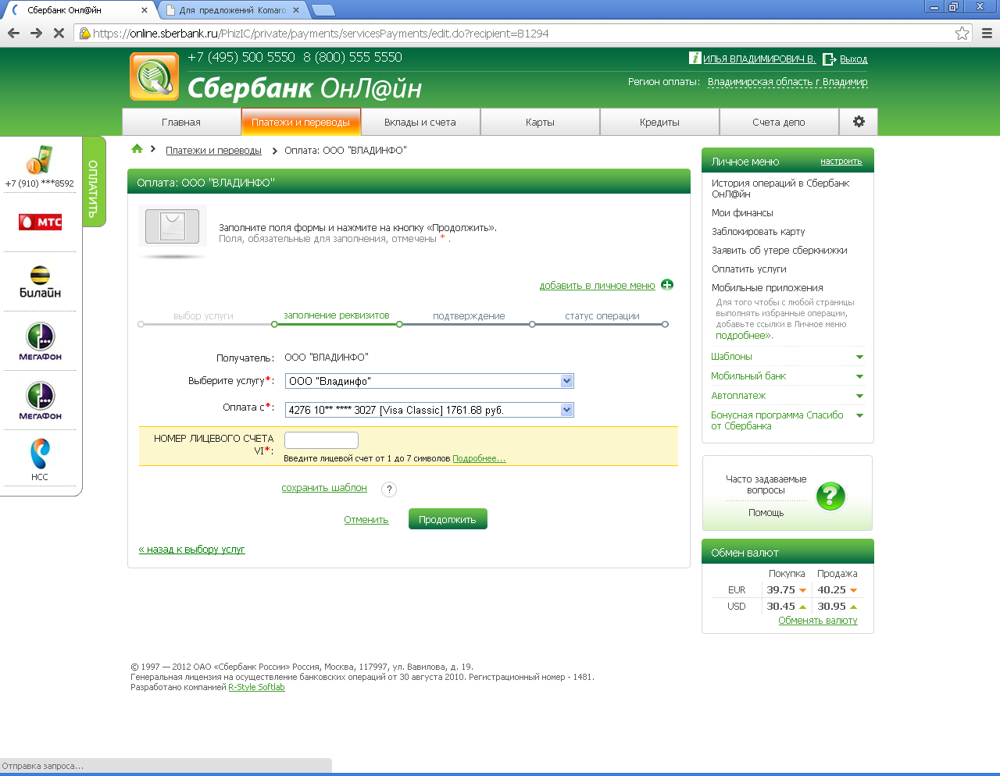 Сбербанк Онл@йн
Для предложений Komaro
https://online.sberbank.ru/PhizIC/private/payments/servicesPayments/edit.do?recipient=81294
+7 (495) 500 5550 8 (800) 555 5550
ИЛЬЯ ВЛАДИМИРОВИЧ В. Выход
Сбербанк ОнЛ@йн
Регион оплаты: Владимирская область г Владимир
Главная
Платежи и переводы
Вклады и счета
Карты
Кредиты
Счета депо
ОПЛАТИТЬ
+7 (910) ***8592
МТС
Билайн
МЕГАФОН
МЕГАФОН
НСС
Платежи и переводы > Оплата: ООО "ВЛАДИНФО"
Оплата: ООО "ВЛАДИНФО"
Заполните поля формы и нажмите на кнопку «Продолжить».
Поля, обязательные для заполнения, отмечены * .
добавить в личное меню
выбор услуги
заполнение реквизитов
подтверждение
статус операции
Получатель: ООО "ВЛАДИНФО"
Выберите услугу*: ООО "Владинфо"
Оплата с*: 4276 10** **** 3027 [Visa Classic] 1761.68 руб.
НОМЕР ЛИЦЕВОГО СЧЕТА
VI*:
Введите лицевой счет от 1 до 7 символов Подробнее...
сохранить шаблон ?
Отменить Продолжить
« назад к выбору услуг
Личное меню настроить
История операций в Сбербанк
ОнЛ@йн
Мои финансы
Заблокировать карту
Заявить об утере сберкнижки
Оплатить услуги
Мобильные приложения
Для того чтобы с любой страницы
выполнять избранные операции,
добавьте ссылки в Личное меню
подробнее».
Шаблоны
Мобильный банк
Автоплатеж
Бонусная программа Спасибо
от Сбербанка
Часто задаваемые
вопросы
Помощь
?
Обмен валют
Покупка Продажа
EUR 39.75 40.25
USD 30.45 30.95
Обменять валюту
© 1997 — 2012 ОАО «Сбербанк России» Россия, Москва, 117997, ул. Вавилова, д. 19.
Генеральная лицензия на осуществление банковских операций от 30 августа 2010. Регистрационный номер - 1481.
Разработано компанией R-Style Softlab
Отправка запроса...